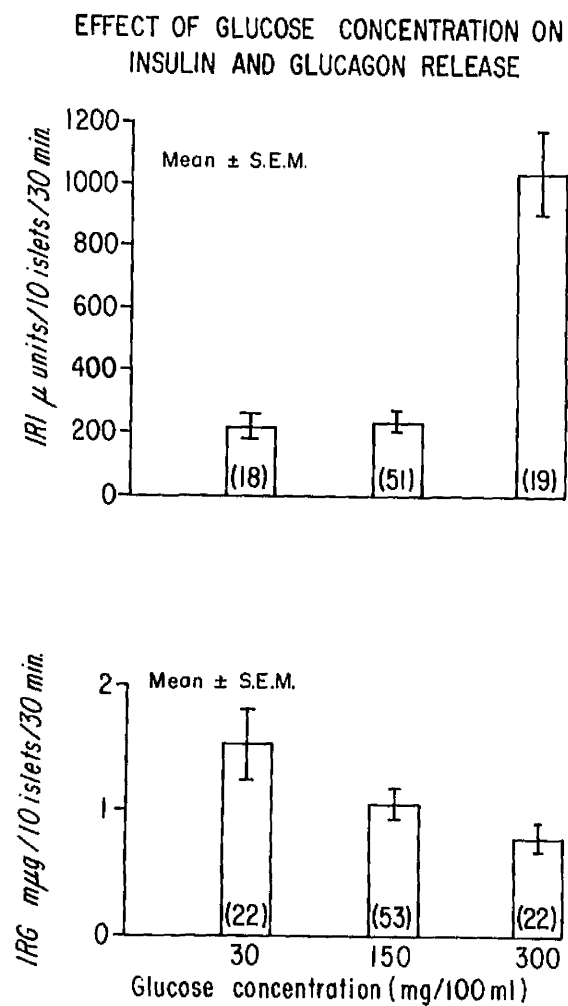 EFFECT OF GLUCOSE CONCENTRATION ON
INSULIN AND GLUCAGON RELEASE
IRI μ units/10 islets/30 min.
1200
1000
800
600
400
200
0
Mean ± S.E.M.
(18) (51) (19)
IRG mμg/10 islets/30 min.
2
1
0
Mean ± S.E.M.
(22) (53) (22)
30 150 300
Glucose concentration (mg/100 ml)